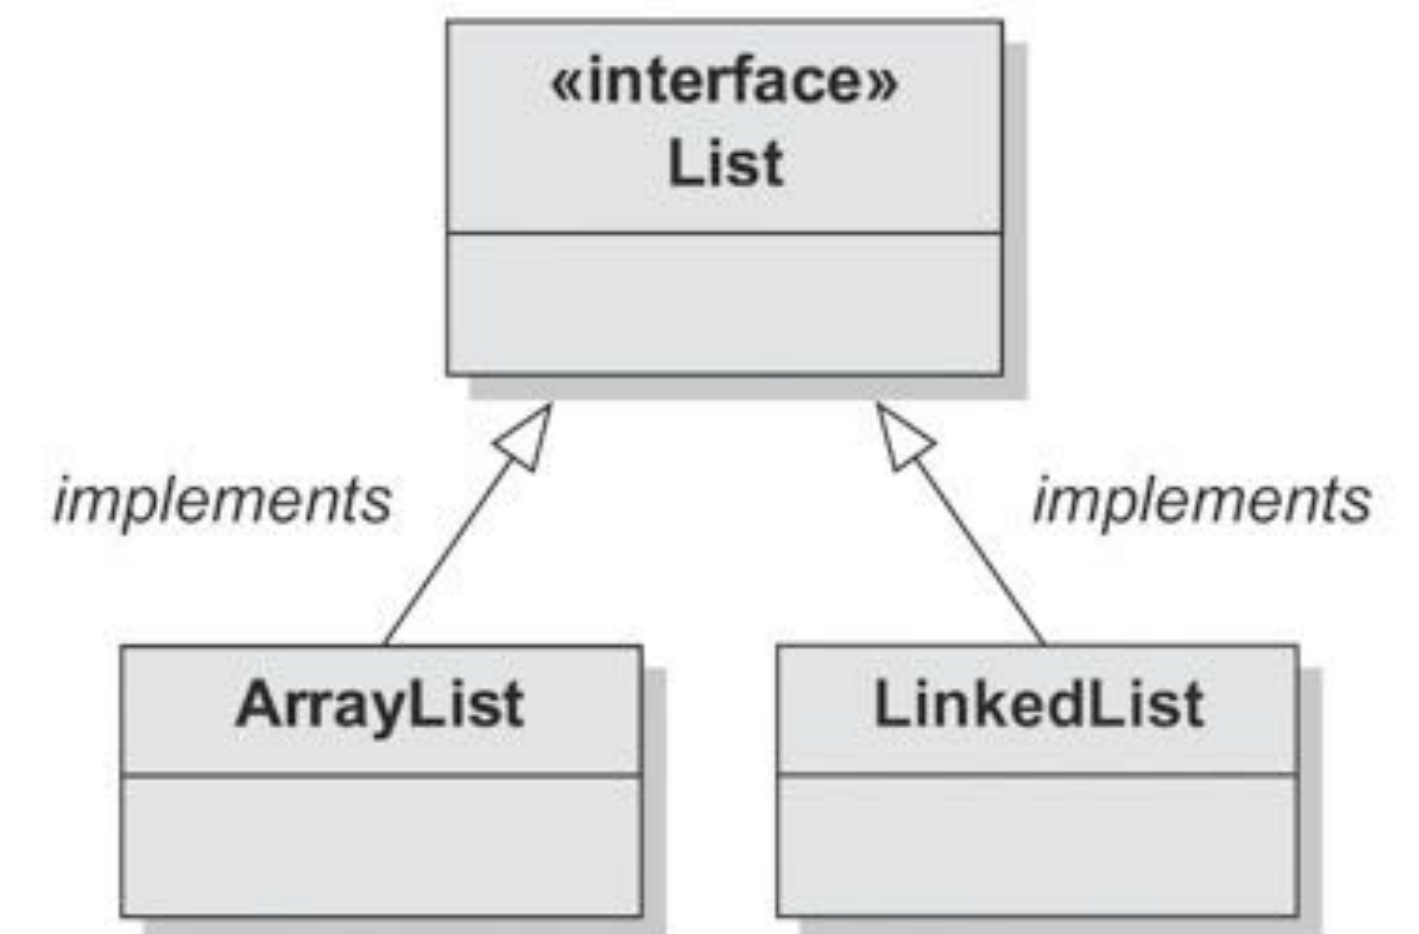 «interface»
List
implements
implements
ArrayList
LinkedList